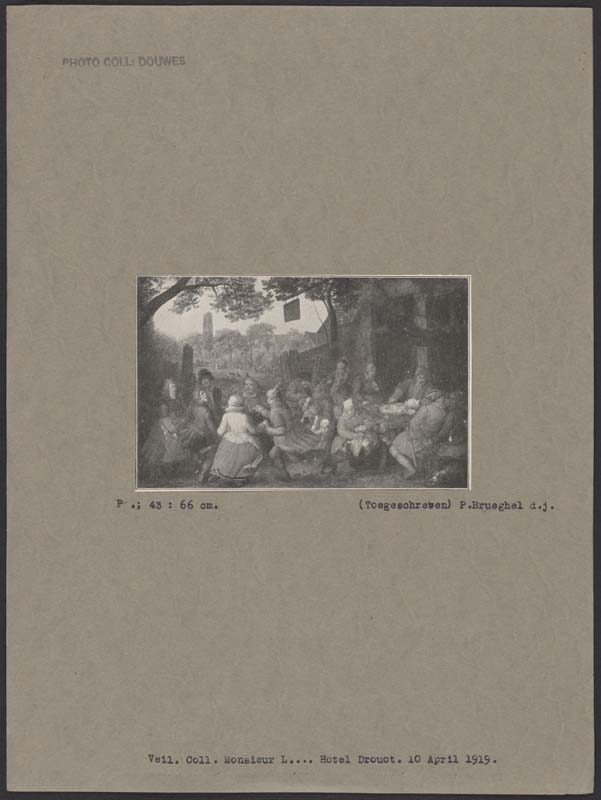 PHOTO COLL: DOUWES
P .; 43 : 66 cm.
(Toegeschreven) P.Brueghel d.j.
Veil. Coll. Monsieur L.... Hotel Drouot. 10 April 1919.